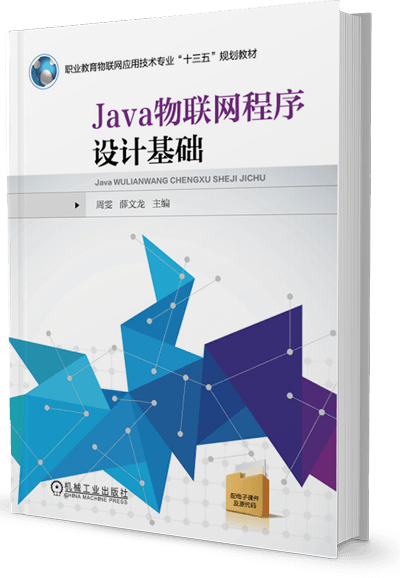 职业教育物联网应用技术专业“十三五”规划教材
Java物联网程序
设计基础
Java WULIANWANG CHENGXU SHEJI JICHU
周雯 薛文龙 主编
配电子课件
及源代码
机械工业出版社
CHINA MACHINE PRESS